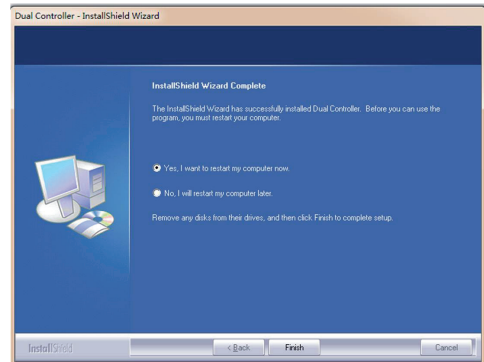 Dual Controller - InstallShield Wizard
InstallShield Wizard Complete
The InstallShield Wizard has successfully installed Dual Controller. Before you can use the
program, you must restart your computer.
Yes, I want to restart my computer now.
No, I will restart my computer later.
Remove any disks from their drives, and then click Finish to complete setup.
InstallShield
< Back
Finish
Cancel